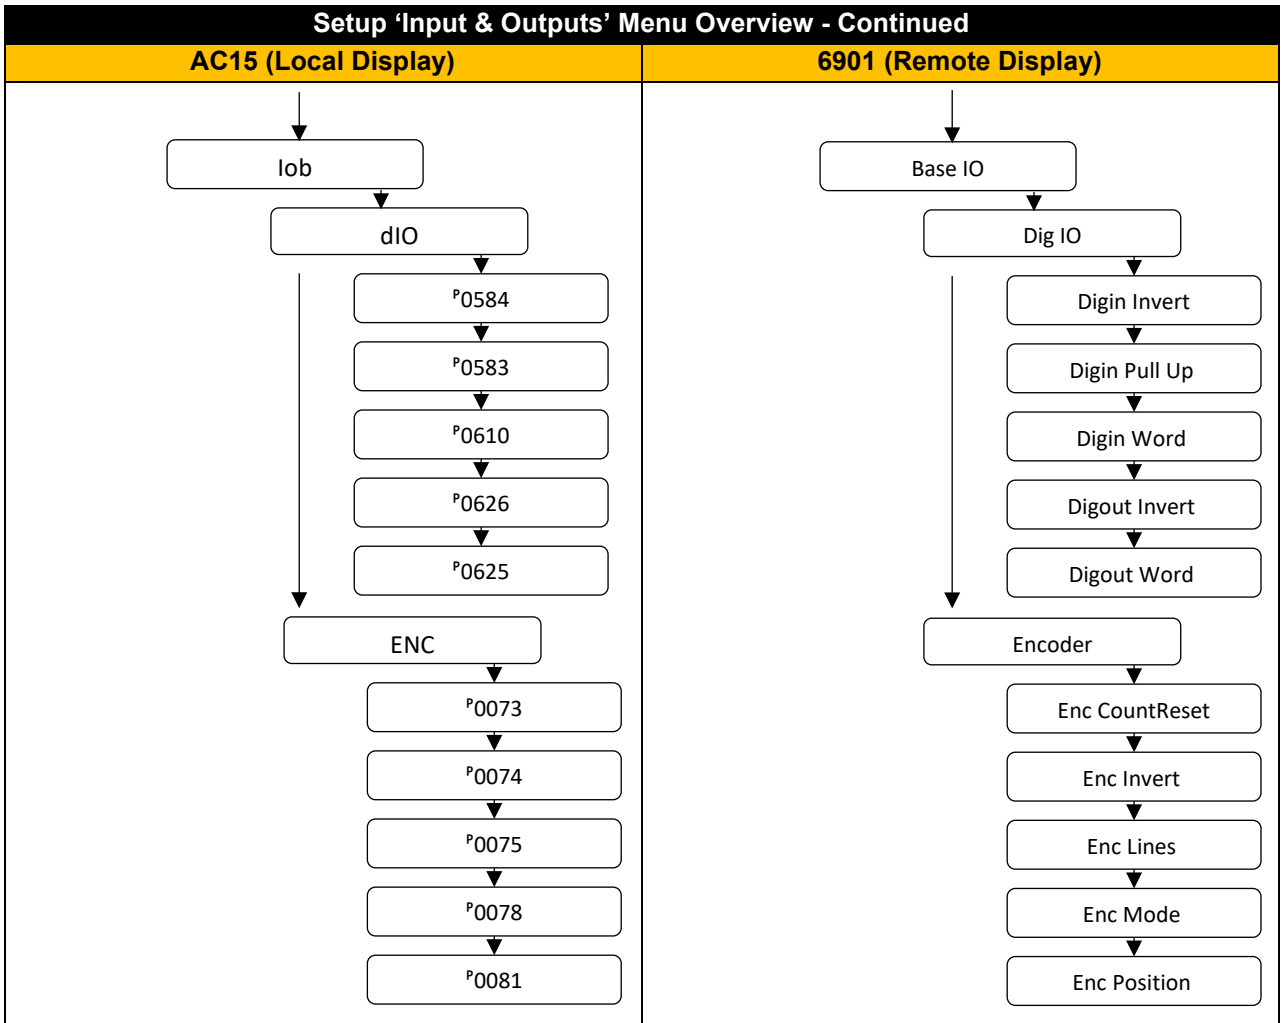 Setup ‘Input & Outputs’ Menu Overview - Continued
AC15 (Local Display)
6901 (Remote Display)
Iob
dIO
ᴾ0584
ᴾ0583
ᴾ0610
ᴾ0626
ᴾ0625
ENC
ᴾ0073
ᴾ0074
ᴾ0075
ᴾ0078
ᴾ0081
Base IO
Dig IO
Digin Invert
Digin Pull Up
Digin Word
Digout Invert
Digout Word
Encoder
Enc CountReset
Enc Invert
Enc Lines
Enc Mode
Enc Position